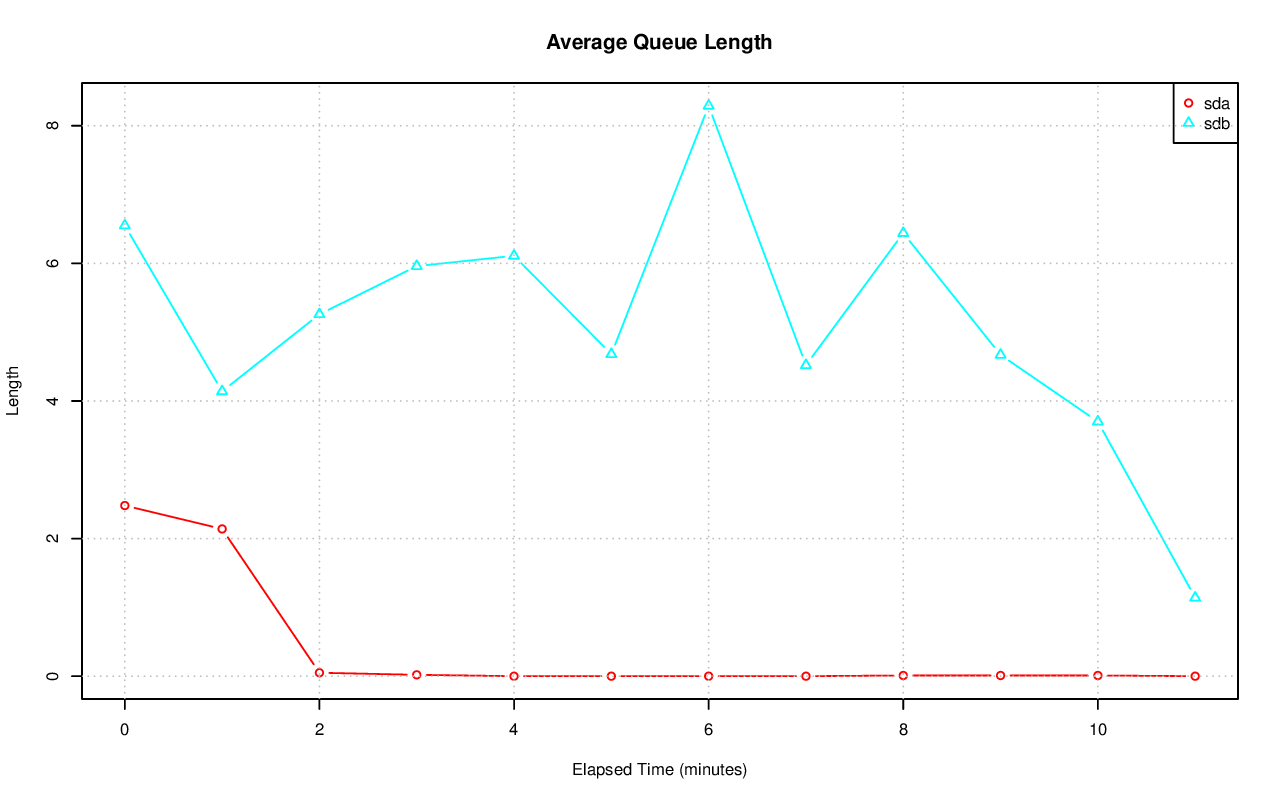 Average Queue Length
sda
sdb
Length
8
6
4
2
0
0 2 4 6 8 10
Elapsed Time (minutes)